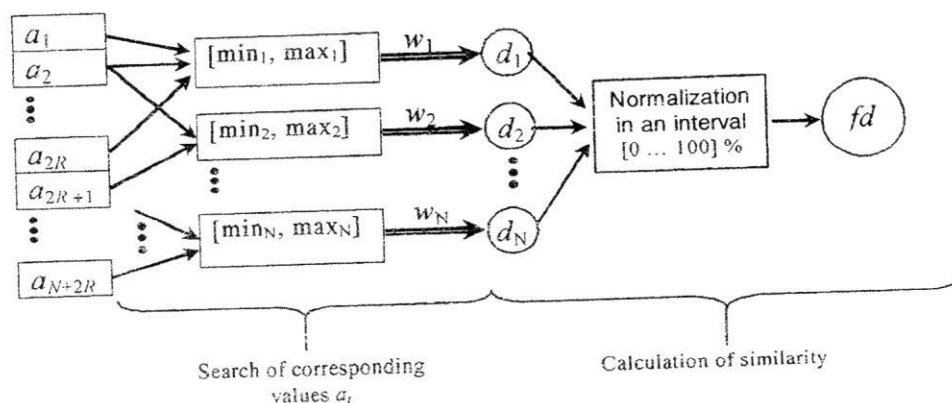 a1
a2
a2R
a2R+1
aN+2R
[min1, max1]
[min2, max2]
[minN, maxN]
w1
w2
wN
d1
d2
dN
Normalization
in an interval
[0 ... 100] %
fd
Search of corresponding
values ai
Calculation of similarity